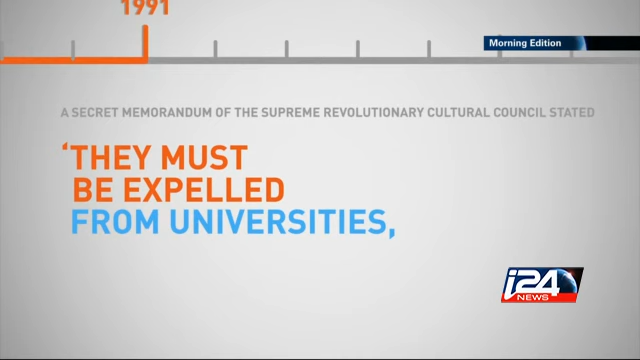 1991
Morning Edition
A SECRET MEMORANDUM OF THE SUPREME REVOLUTIONARY CULTURAL COUNCIL STATED
‘THEY MUST
BE EXPELLED
FROM UNIVERSITIES,
i24
NEWS